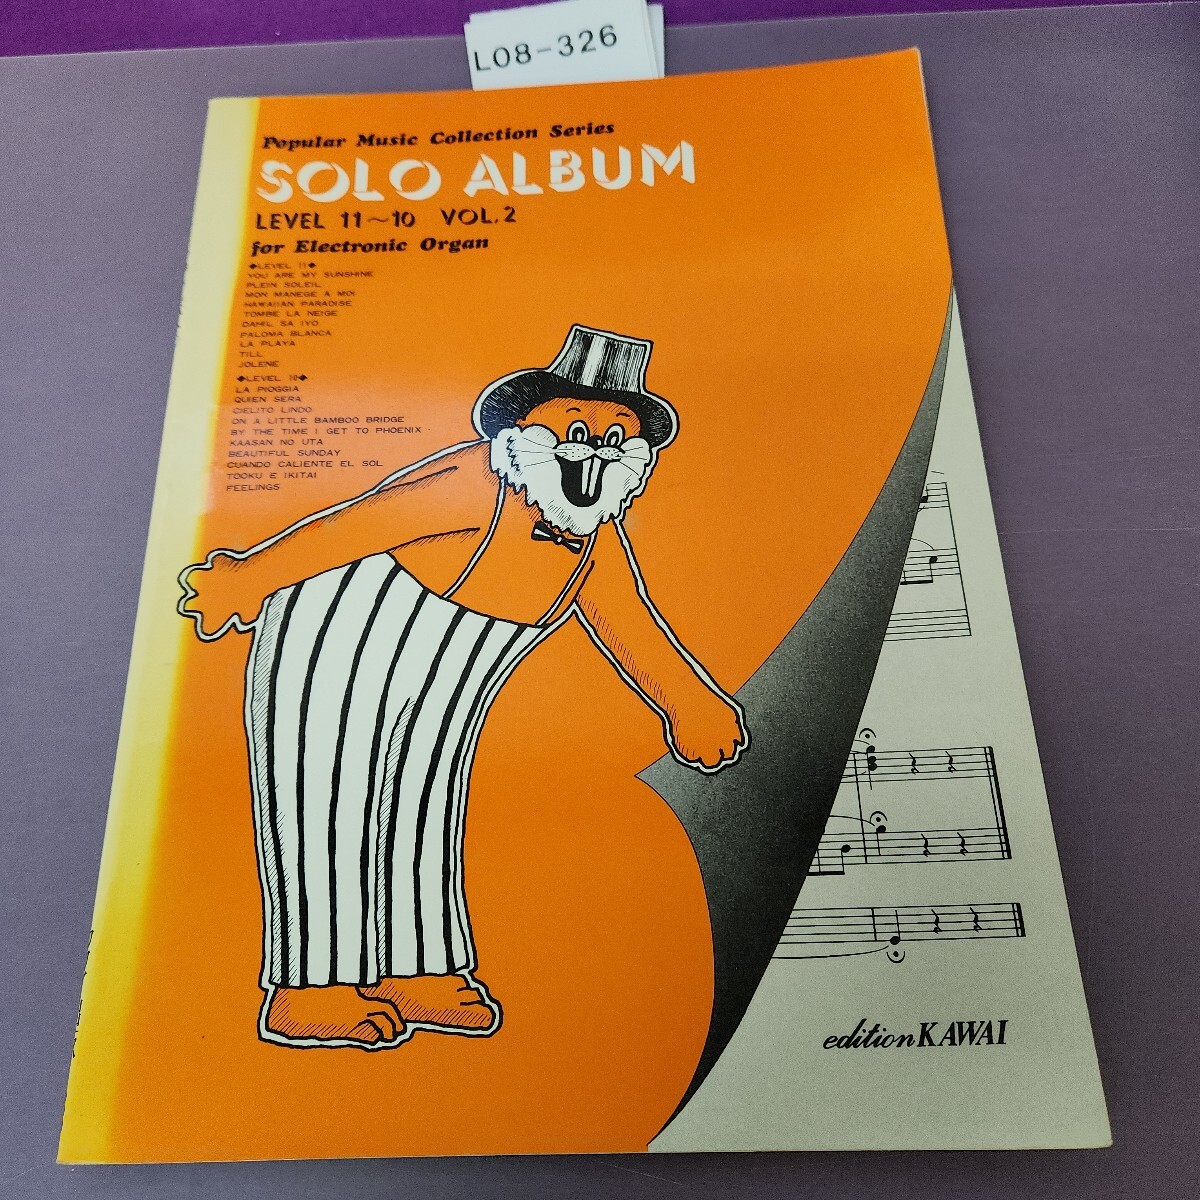 L08-326
Popular Music Collection Series
SOLO ALBUM
LEVEL 11~10 VOL.2
for Electronic Organ
◆LEVEL 11◆
YOU ARE MY SUNSHINE
PLEIN SOLEIL
MON MANEGE A MOI
HAWAIIAN PARADISE
TOMBE LA NEIGE
DAHIL SA IYO
PALOMA BLANCA
LA PLAYA
TILL
JOLENE
◆LEVEL 10◆
LA PIOGGIA
QUIEN SERA
CIELITO LINDO
ON A LITTLE BAMBOO BRIDGE
BY THE TIME I GET TO PHOENIX
KAASAN NO UTA
BEAUTIFUL SUNDAY
CUANDO CALIENTE EL SOL
TOOKU E IKITAI
FEELINGS
edition KAWAI